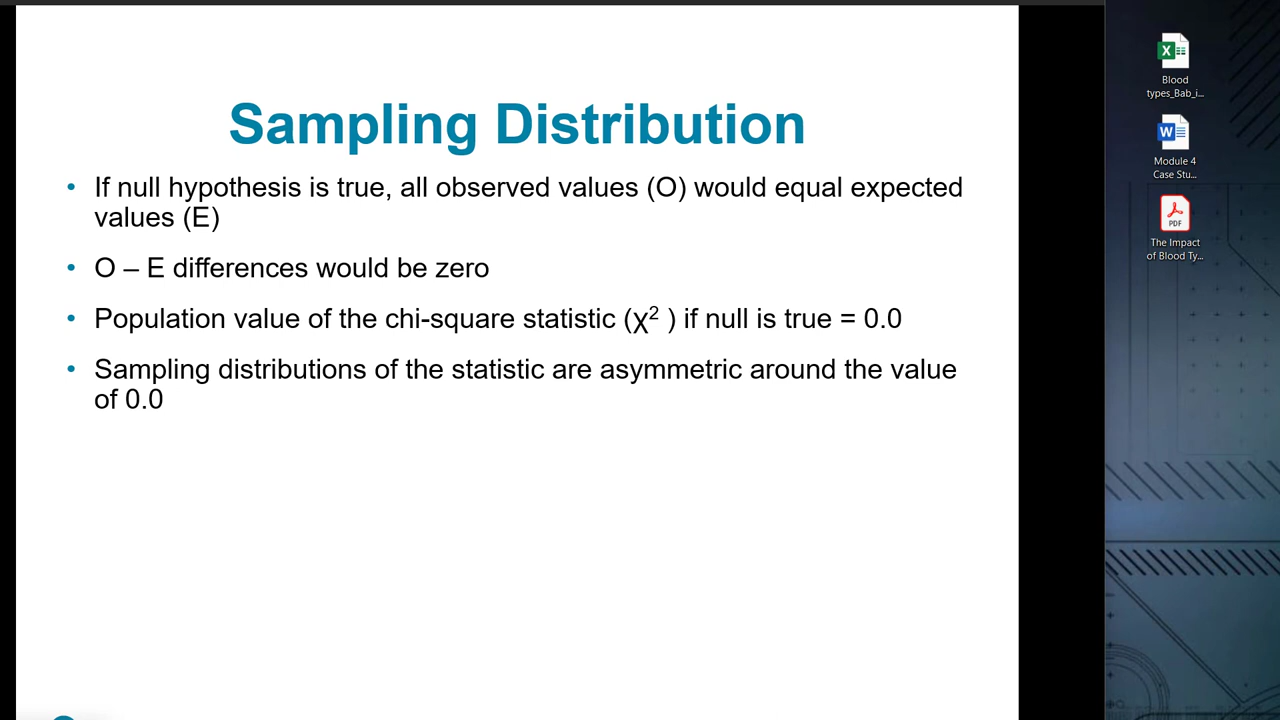 Sampling Distribution
• If null hypothesis is true, all observed values (O) would equal expected
values (E)
• O – E differences would be zero
• Population value of the chi-square statistic (χ² ) if null is true = 0.0
• Sampling distributions of the statistic are asymmetric around the value
of 0.0
Blood
types_Bab_i...
Module 4
Case Stu...
PDF
The Impact
of Blood Ty...